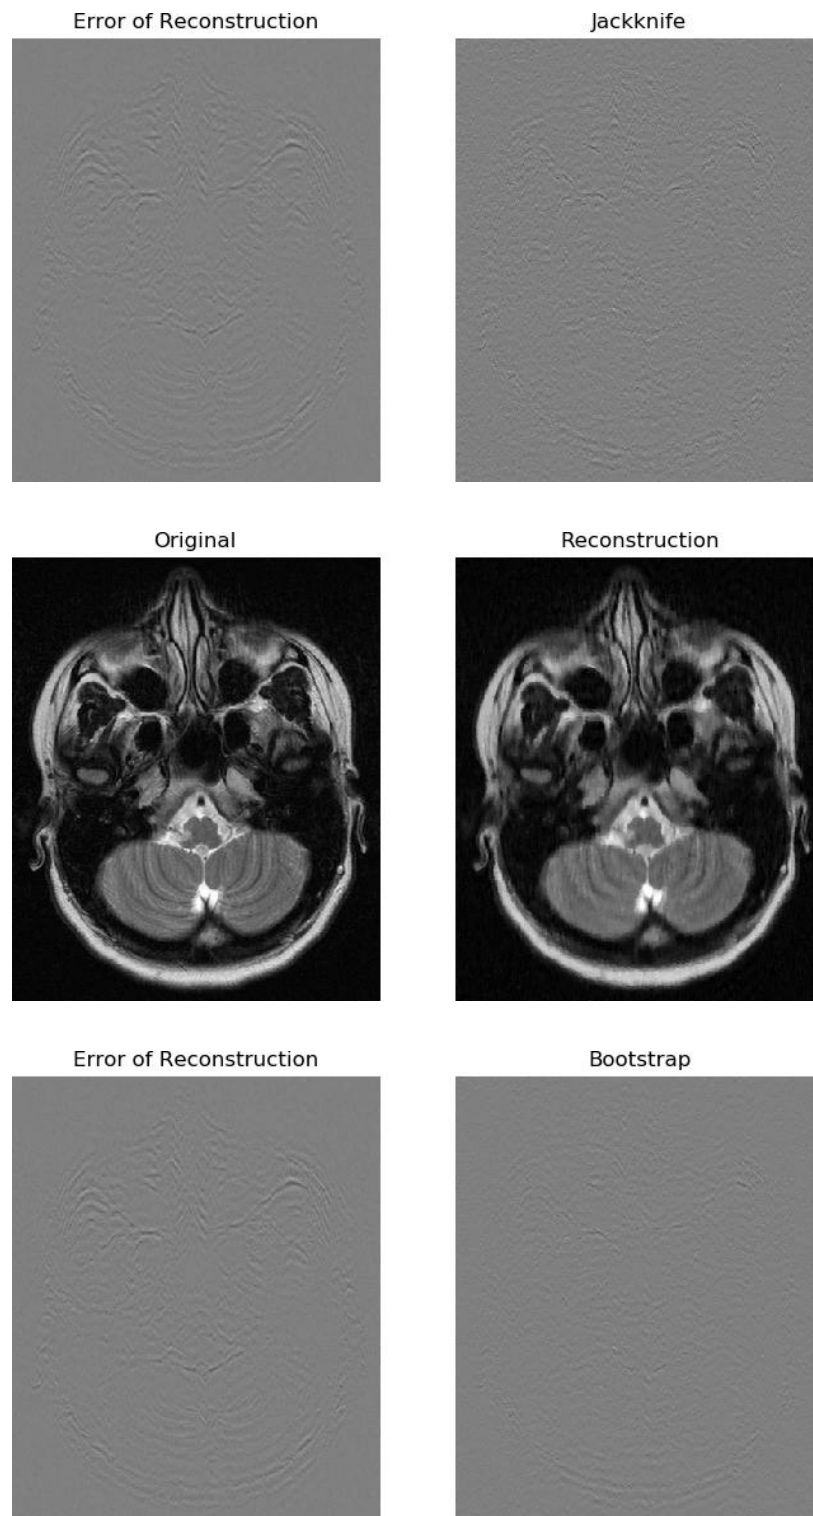 Error of Reconstruction
Jackknife
Original
Reconstruction
Error of Reconstruction
Bootstrap